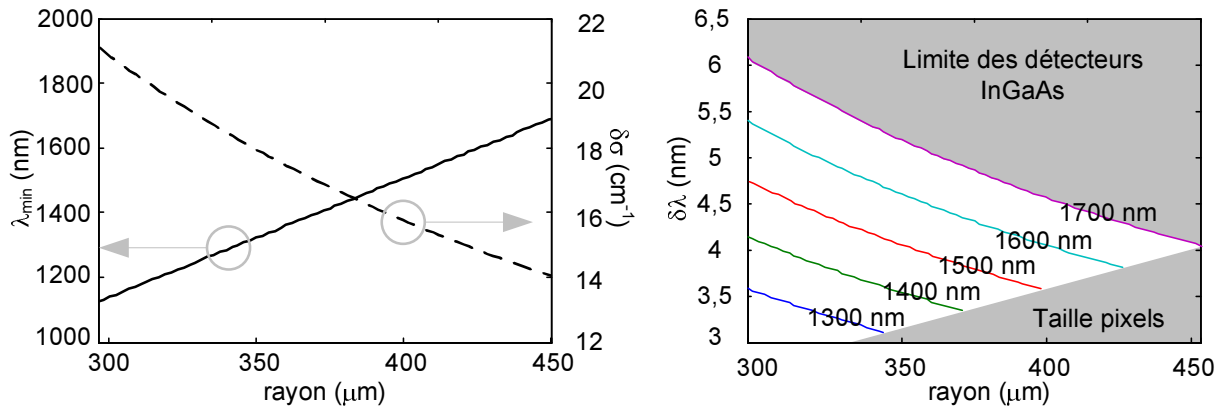 2000
1800
1600
1400
1200
1000
λmin (nm)
22
21
20
19
18
16
14
12
δσ (cm-1)
300
350
400
450
rayon (μm)
6,5
6
5,5
5
4,5
4
3,5
3
δλ (nm)
Limite des détecteurs
InGaAs
1700 nm
1600 nm
1500 nm
1400 nm
1300 nm
Taille pixels
300
350
400
450
rayon (μm)